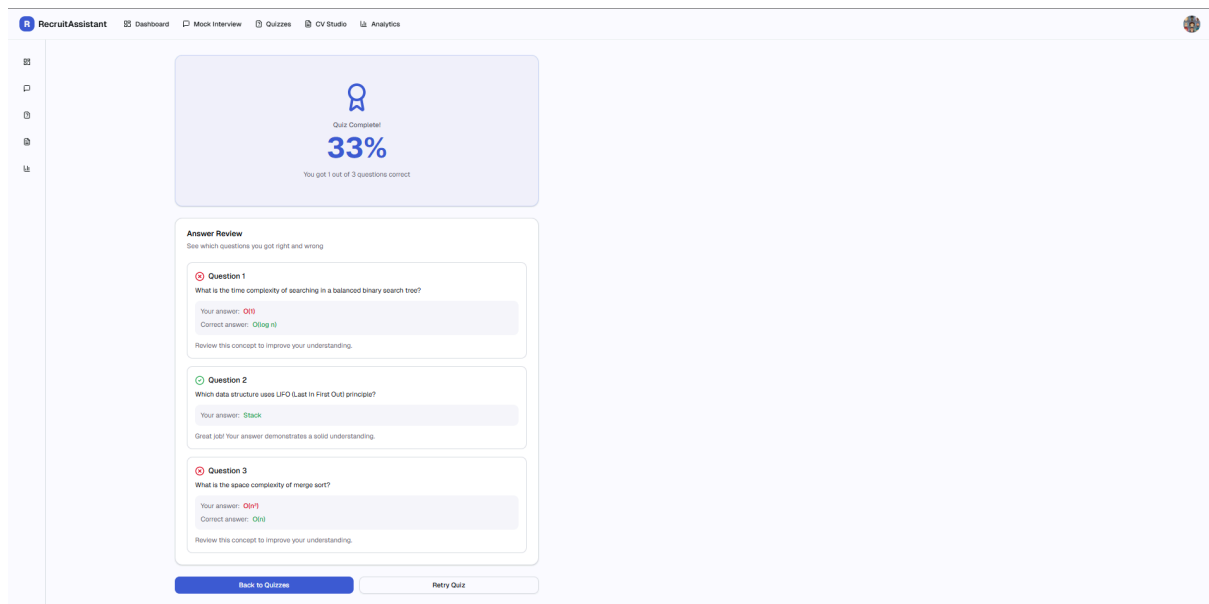 R RecruitAssistant Dashboard Mock Interview Quizzes CV Studio Analytics
Quiz Complete!
33%
You got 1 out of 3 questions correct
Answer Review
See which questions you got right and wrong
Question 1
What is the time complexity of searching in a balanced binary search tree?
Your answer: O(1)
Correct answer: O(log n)
Review this concept to improve your understanding.
Question 2
Which data structure uses LIFO (Last In First Out) principle?
Your answer: Stack
Great job! Your answer demonstrates a solid understanding.
Question 3
What is the space complexity of merge sort?
Your answer: O(n²)
Correct answer: O(n)
Review this concept to improve your understanding.
Back to Quizzes Retry Quiz